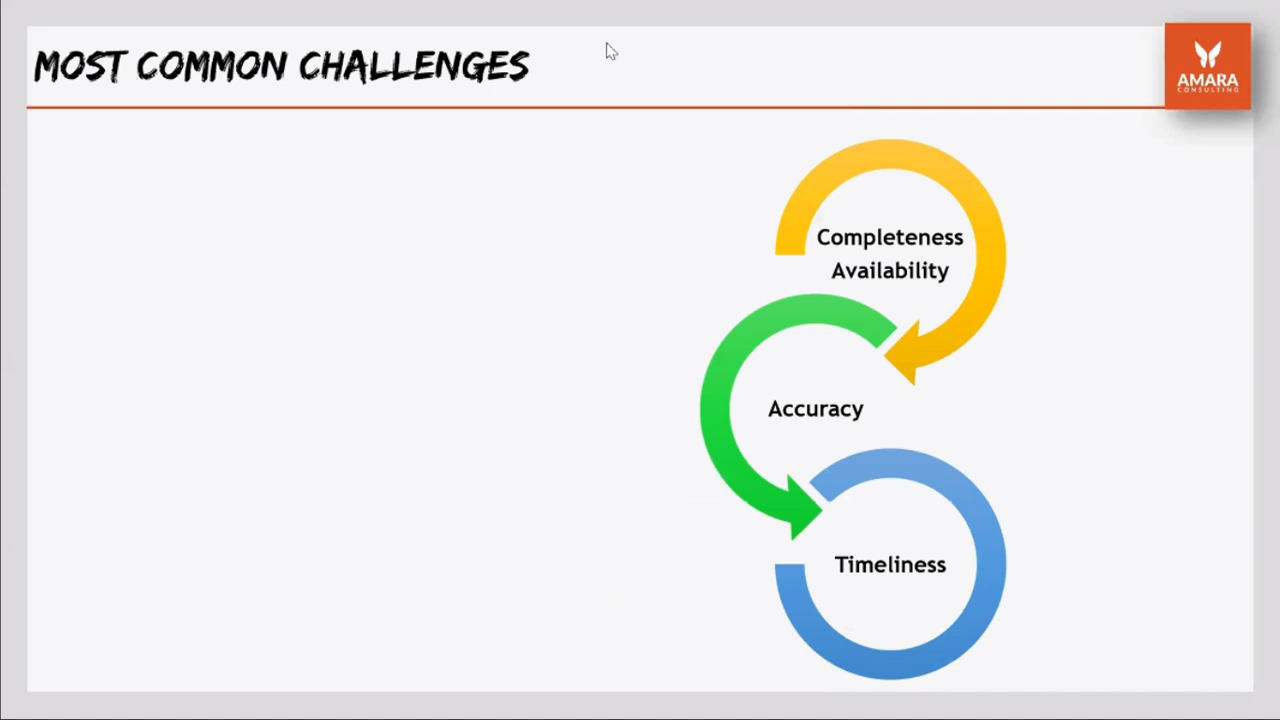 MOST COMMON CHALLENGES
AMARA
CONSULTING
Completeness
Availability
Accuracy
Timeliness